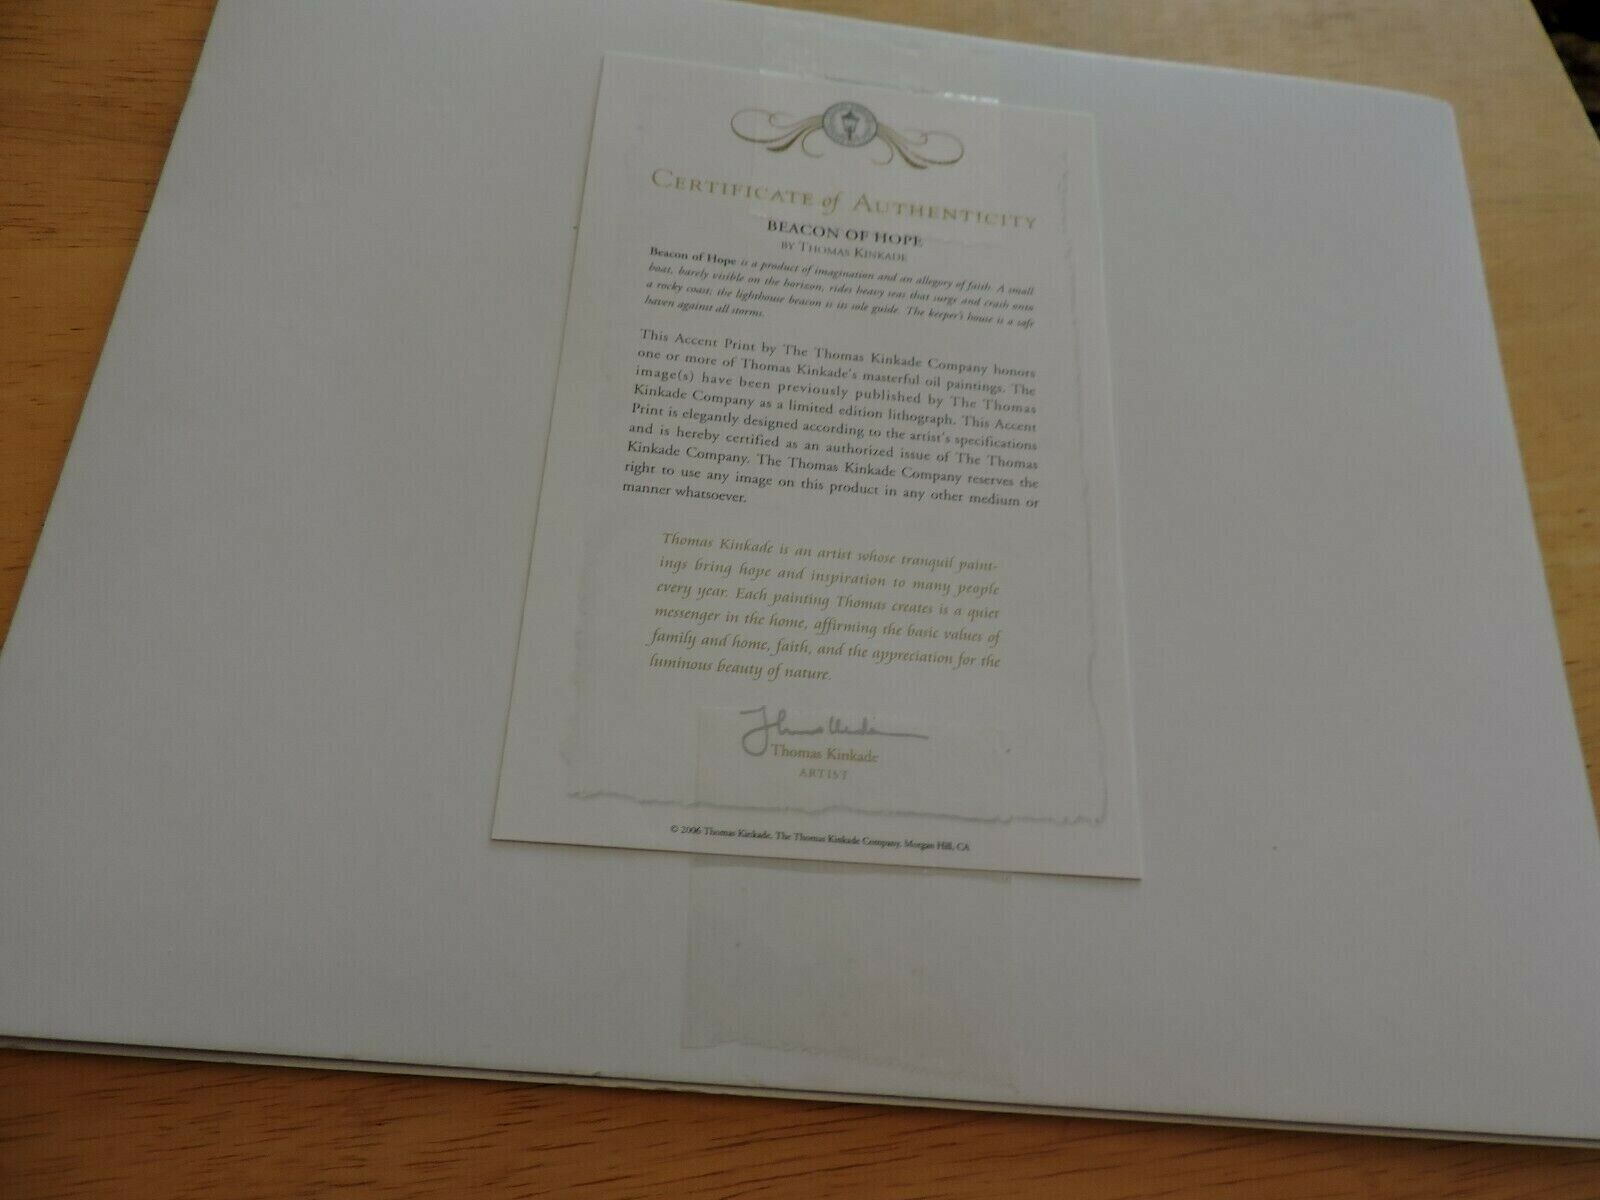 CERTIFICATE of AUTHENTICITY
BEACON OF HOPE
BY THOMAS KINKADE
Beacon of Hope is a product of imagination and an allegory of faith. A small
boat, barely visible on the horizon, rides heavy seas that surge and crash onto
a rocky coast; the lighthouse beacon is its sole guide. The keeper's house is a safe
haven against all storms.
This Accent Print by The Thomas Kinkade Company honors
one or more of Thomas Kinkade's masterful oil paintings. The
image(s) have been previously published by The Thomas
Kinkade Company as a limited edition lithograph. This Accent
Print is elegantly designed according to the artist's specifications
and is hereby certified as an authorized issue of The Thomas
Kinkade Company. The Thomas Kinkade Company reserves the
right to use any image on this product in any other medium or
manner whatsoever.
Thomas Kinkade is an artist whose tranquil paint-
ings bring hope and inspiration to many people
every year. Each painting Thomas creates is a quiet
messenger in the home, affirming the basic values of
family and home, faith, and the appreciation for the
luminous beauty of nature.
Thomas Kinkade
ARTIST
© 2006 Thomas Kinkade, The Thomas Kinkade Company, Morgan Hill, CA